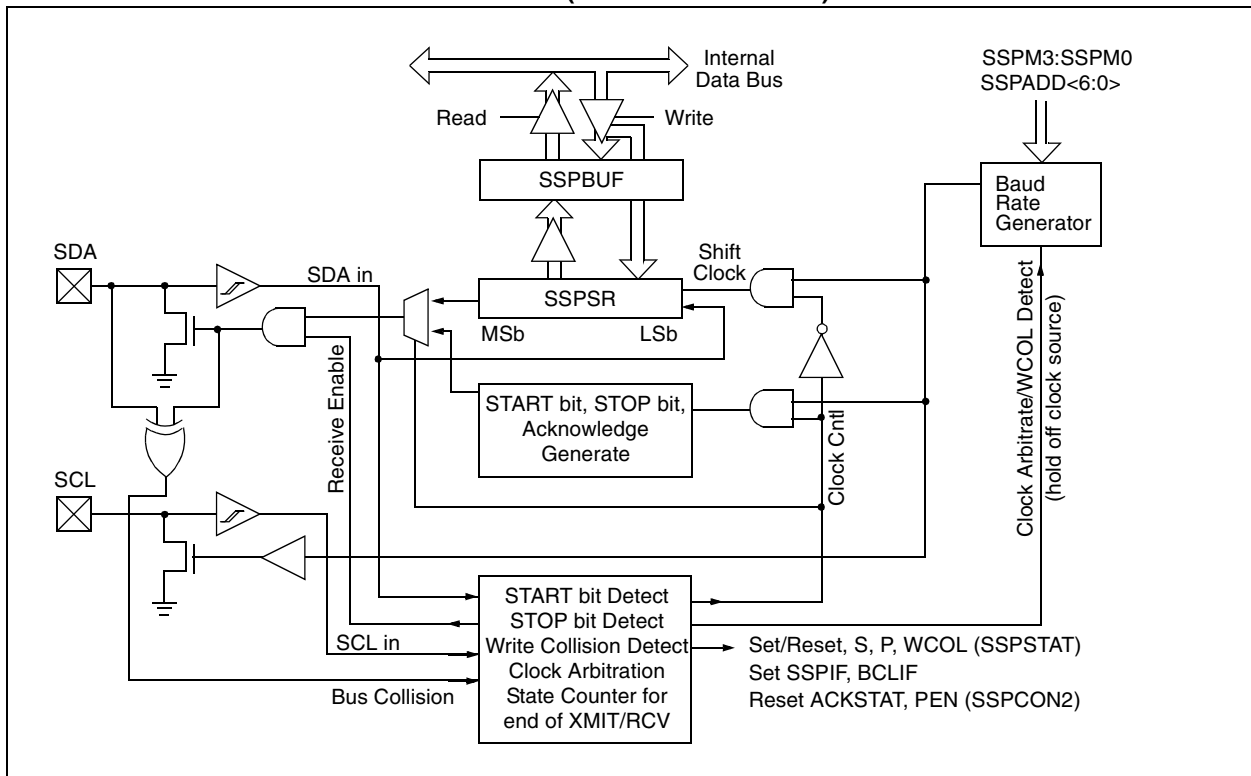 Internal
Data Bus
SSPM3:SSPM0
SSPADD<6:0>
Read
Write
SSPBUF
Baud
Rate
Generator
SDA
SDA in
Shift
Clock
SSPSR
MSb
LSb
START bit, STOP bit,
Acknowledge
Generate
Receive Enable
Clock Cntl
Clock Arbitrate/WCOL Detect
(hold off clock source)
SCL
SCL in
Bus Collision
START bit Detect
STOP bit Detect
Write Collision Detect
Clock Arbitration
State Counter for
end of XMIT/RCV
Set/Reset, S, P, WCOL (SSPSTAT)
Set SSPIF, BCLIF
Reset ACKSTAT, PEN (SSPCON2)